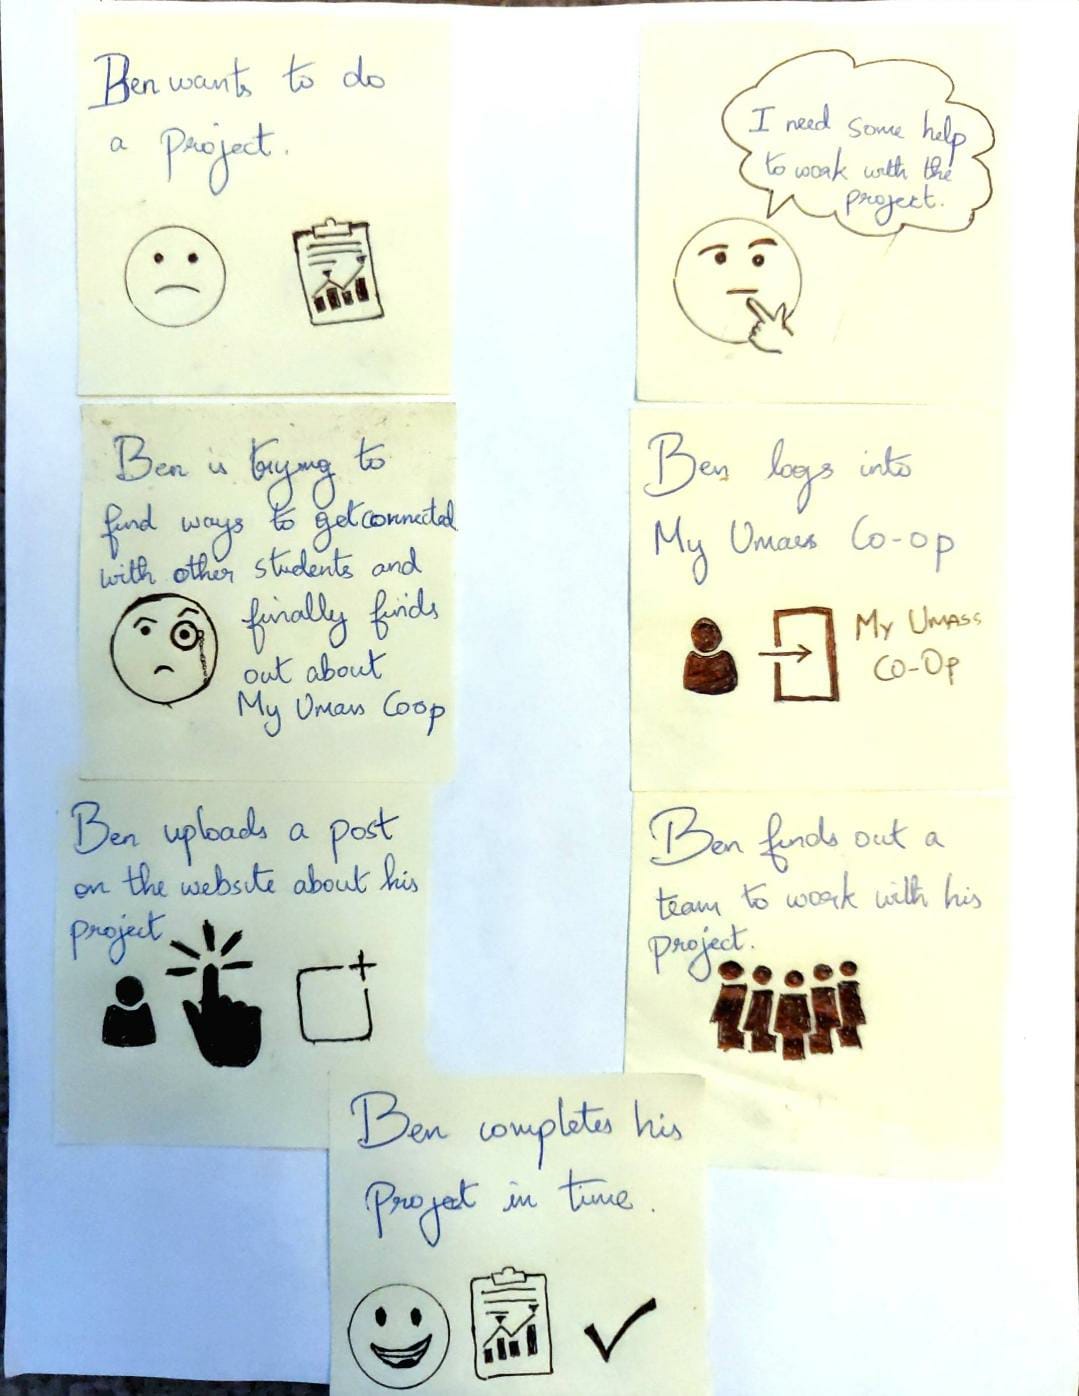 Ben wants to do
a project.
I need some help
to work with the
project.
Ben is trying to
find ways to get connected
with other students and
finally finds
out about
My Umass Coop
Ben logs into
My Umass Co-op
My UMASS
CO-Op
Ben uploads a post
on the website about his
project
Ben finds out a
team to work with his
project.
Ben completes his
Project in time.